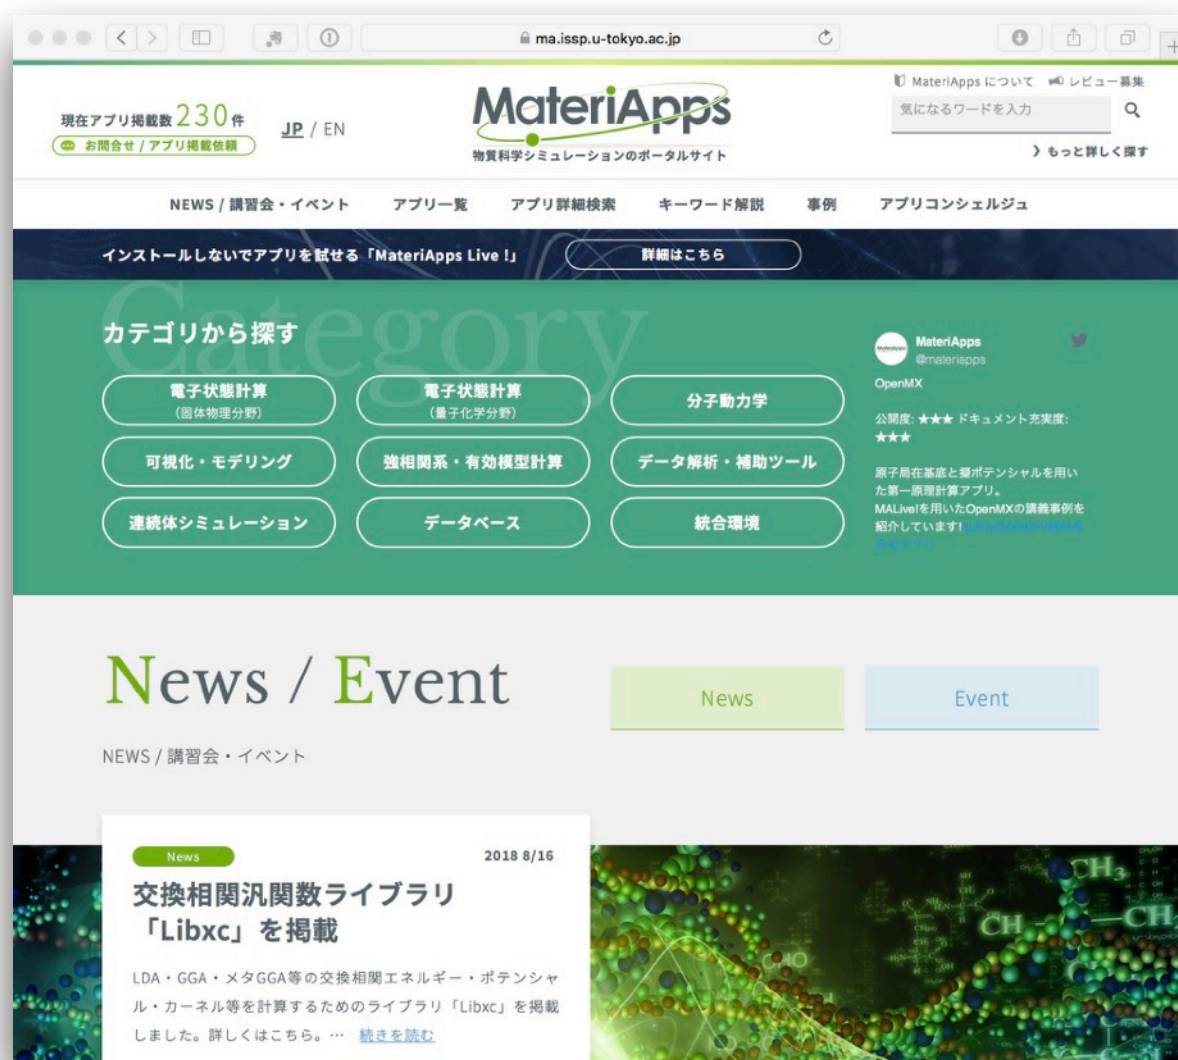 ma.issp.u-tokyo.ac.jp
現在アプリ掲載数230件
お問合せ / アプリ掲載依頼
JP / EN
MateriApps
物質科学シミュレーションのポータルサイト
MateriApps について レビュー募集
気になるワードを入力
もっと詳しく探す
NEWS / 講習会・イベント アプリ一覧 アプリ詳細検索 キーワード解説 事例 アプリコンシェルジュ
インストールしないでアプリを試せる「MateriApps Live !」 詳細はこちら
Category
カテゴリから探す
電子状態計算
（固体物理分野）
電子状態計算
（量子化学分野）
分子動力学
可視化・モデリング 強相関系・有効模型計算 データ解析・補助ツール
連続体シミュレーション データベース 統合環境
MateriApps
@materiapps
OpenMX
公開度: ★★★ ドキュメント充実度:
★★★
原子局在基底と擬ポテンシャルを用い
た第一原理計算アプリ。
MALive!を用いたOpenMXの講義事例を
紹介しています!
News / Event
News Event
NEWS / 講習会・イベント
News 2018 8/16
交換相関汎関数ライブラリ
「Libxc」を掲載
LDA・GGA・メタGGA等の交換相関エネルギー・ポテンシャ
ル・カーネル等を計算するためのライブラリ「Libxc」を掲載
しました。詳しくはこちら。… 続きを読む
CH3
CH
CH